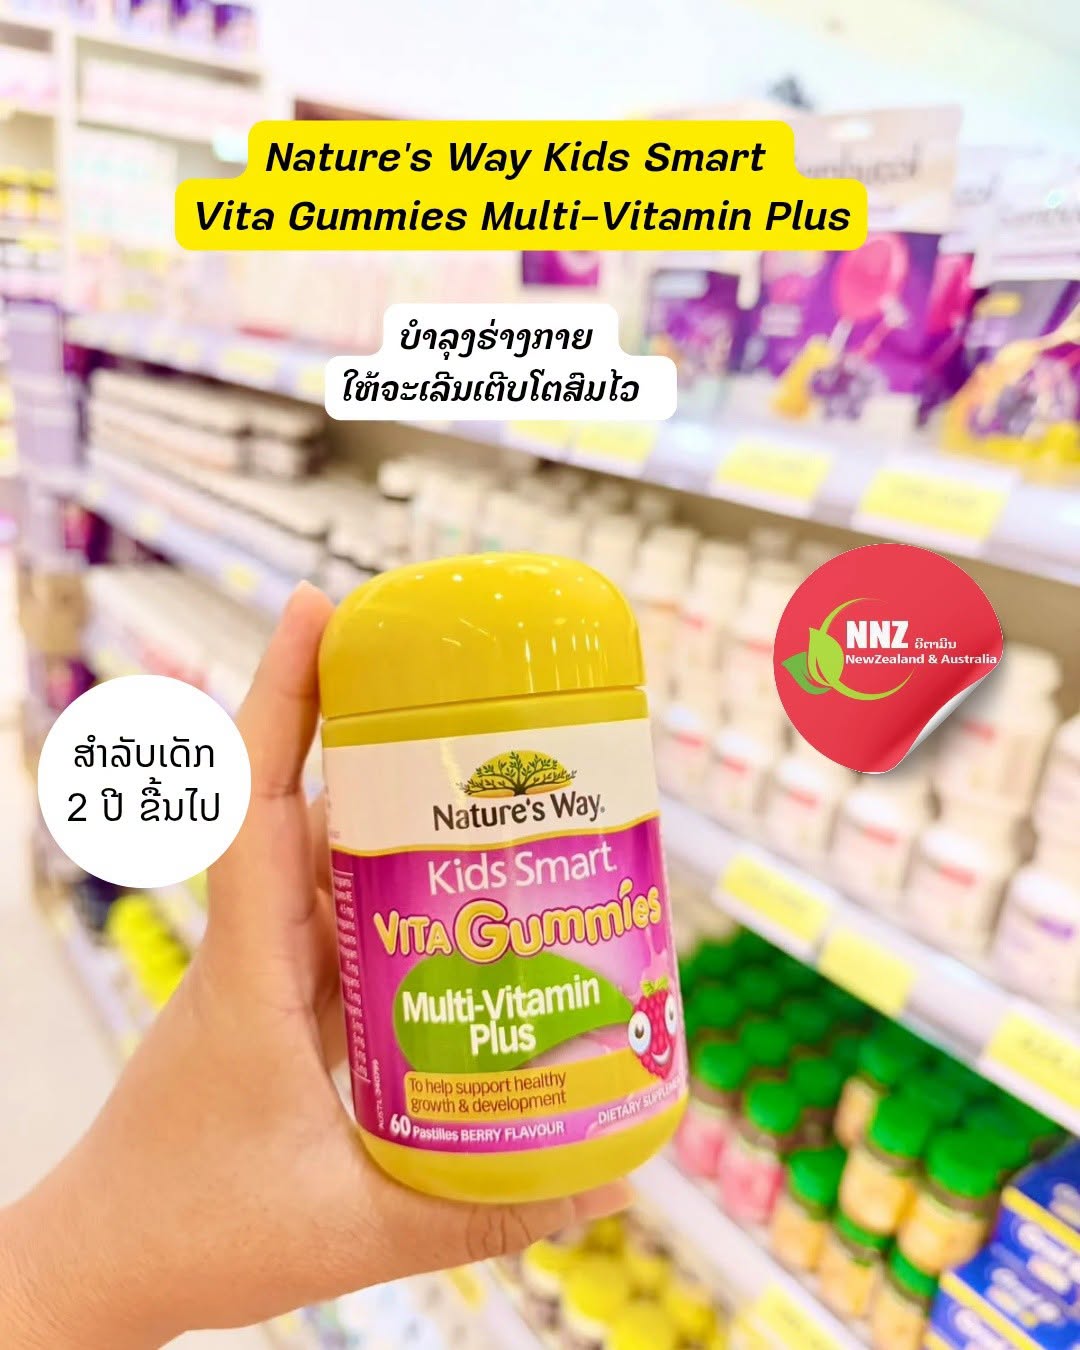 Nature's Way Kids Smart
Vita Gummies Multi-Vitamin Plus
ບຳລຸງຮ່າງກາຍ
ໃຫ້ຈະເລີນເຕີບໂຕສົມໄວ
NNZ ວິຕາມິນ
NewZealand & Australia
ສຳລັບເດັກ
2 ປີ ຂື້ນໄປ
Nature's Way®
Kids Smart
VITA GUMMIES
Multi-Vitamin
Plus
To help support healthy
growth & development
60 Pastilles BERRY FLAVOUR
DIETARY SUPPLEMENT